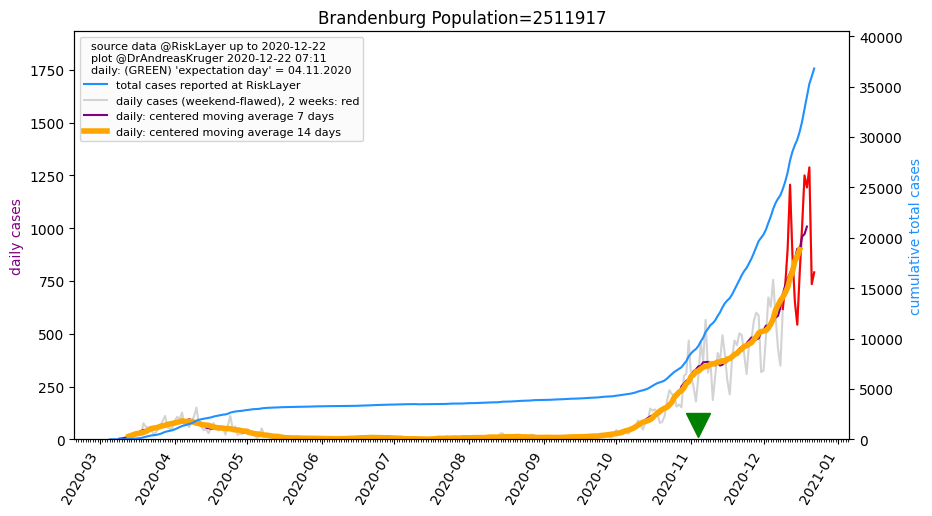 Brandenburg Population=2511917
source data @RiskLayer up to 2020-12-22
plot @DrAndreasKruger 2020-12-22 07:11
daily: (GREEN) 'expectation day' = 04.11.2020
total cases reported at RiskLayer
daily cases (weekend-flawed), 2 weeks: red
daily: centered moving average 7 days
daily: centered moving average 14 days
daily cases
1750
1500
1250
1000
750
500
250
0
cumulative total cases
40000
35000
30000
25000
20000
15000
10000
5000
0
2020-03
2020-04
2020-05
2020-06
2020-07
2020-08
2020-09
2020-10
2020-11
2020-12
2021-01